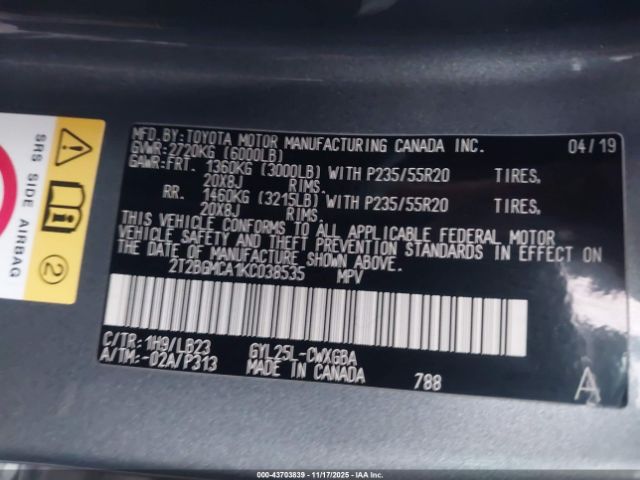 MFD.BY:TOYOTA MOTOR MANUFACTURING CANADA INC. 04/19
GVWR:2720KG (6000LB)
GAWR:FRT. 1360KG (3000LB) WITH P235/55R20 TIRES,
20X8J RIMS.
RR. 1460KG (3215LB) WITH P235/55R20 TIRES,
20X8J RIMS.
THIS VEHICLE CONFORMS TO ALL APPLICABLE FEDERAL MOTOR
VEHICLE SAFETY AND THEFT PREVENTION STANDARDS IN EFFECT ON
THE DATE OF MANUFACTURE SHOWN ABOVE.
2T2BGMCA1KC038535 MPV
C/TR: 1H9/LB23 GYL25L-CWXGBA
A/TM:-02A/P313 MADE IN CANADA 788 A
SRS SIDE AIRBAG
2
000-43703839 - 11/17/2025 - IAAI.com